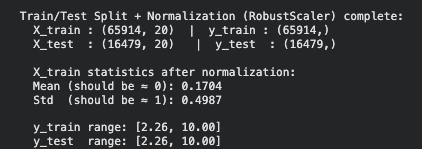 Train/Test Split + Normalization (RobustScaler) complete:
X_train : (65914, 20) | y_train : (65914,)
X_test : (16479, 20) | y_test : (16479,)
X_train statistics after normalization:
Mean (should be ≈ 0): 0.1704
Std (should be ≈ 1): 0.4987
y_train range: [2.26, 10.00]
y_test range: [2.26, 10.00]